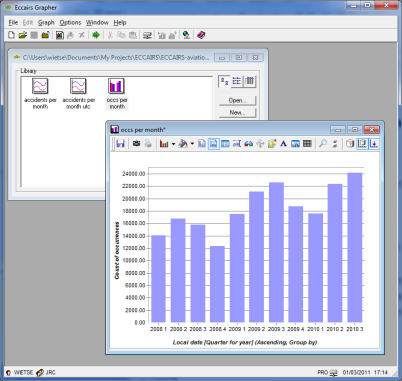 Eccairs Grapher
File Edit Graph Options Window Help
C:\Users\wietse\Documents\My Projects\ECCAIRS\ECCAIRS-aviatio...
Library
accidents per month
accidents per month utc
occs per month
Open...
New...
occs per month*
24000.00
22000.00
20000.00
18000.00
16000.00
14000.00
12000.00
10000.00
8000.00
6000.00
4000.00
2000.00
0.00
Count of occurrences
2008 1 2008 2 2008 3 2008 4 2009 1 2009 2 2009 3 2009 4 2010 1 2010 2 2010 3
Local date [Quarter for year] (Ascending, Group by)
WIETSE JRC PRO 01/03/2011 17:14